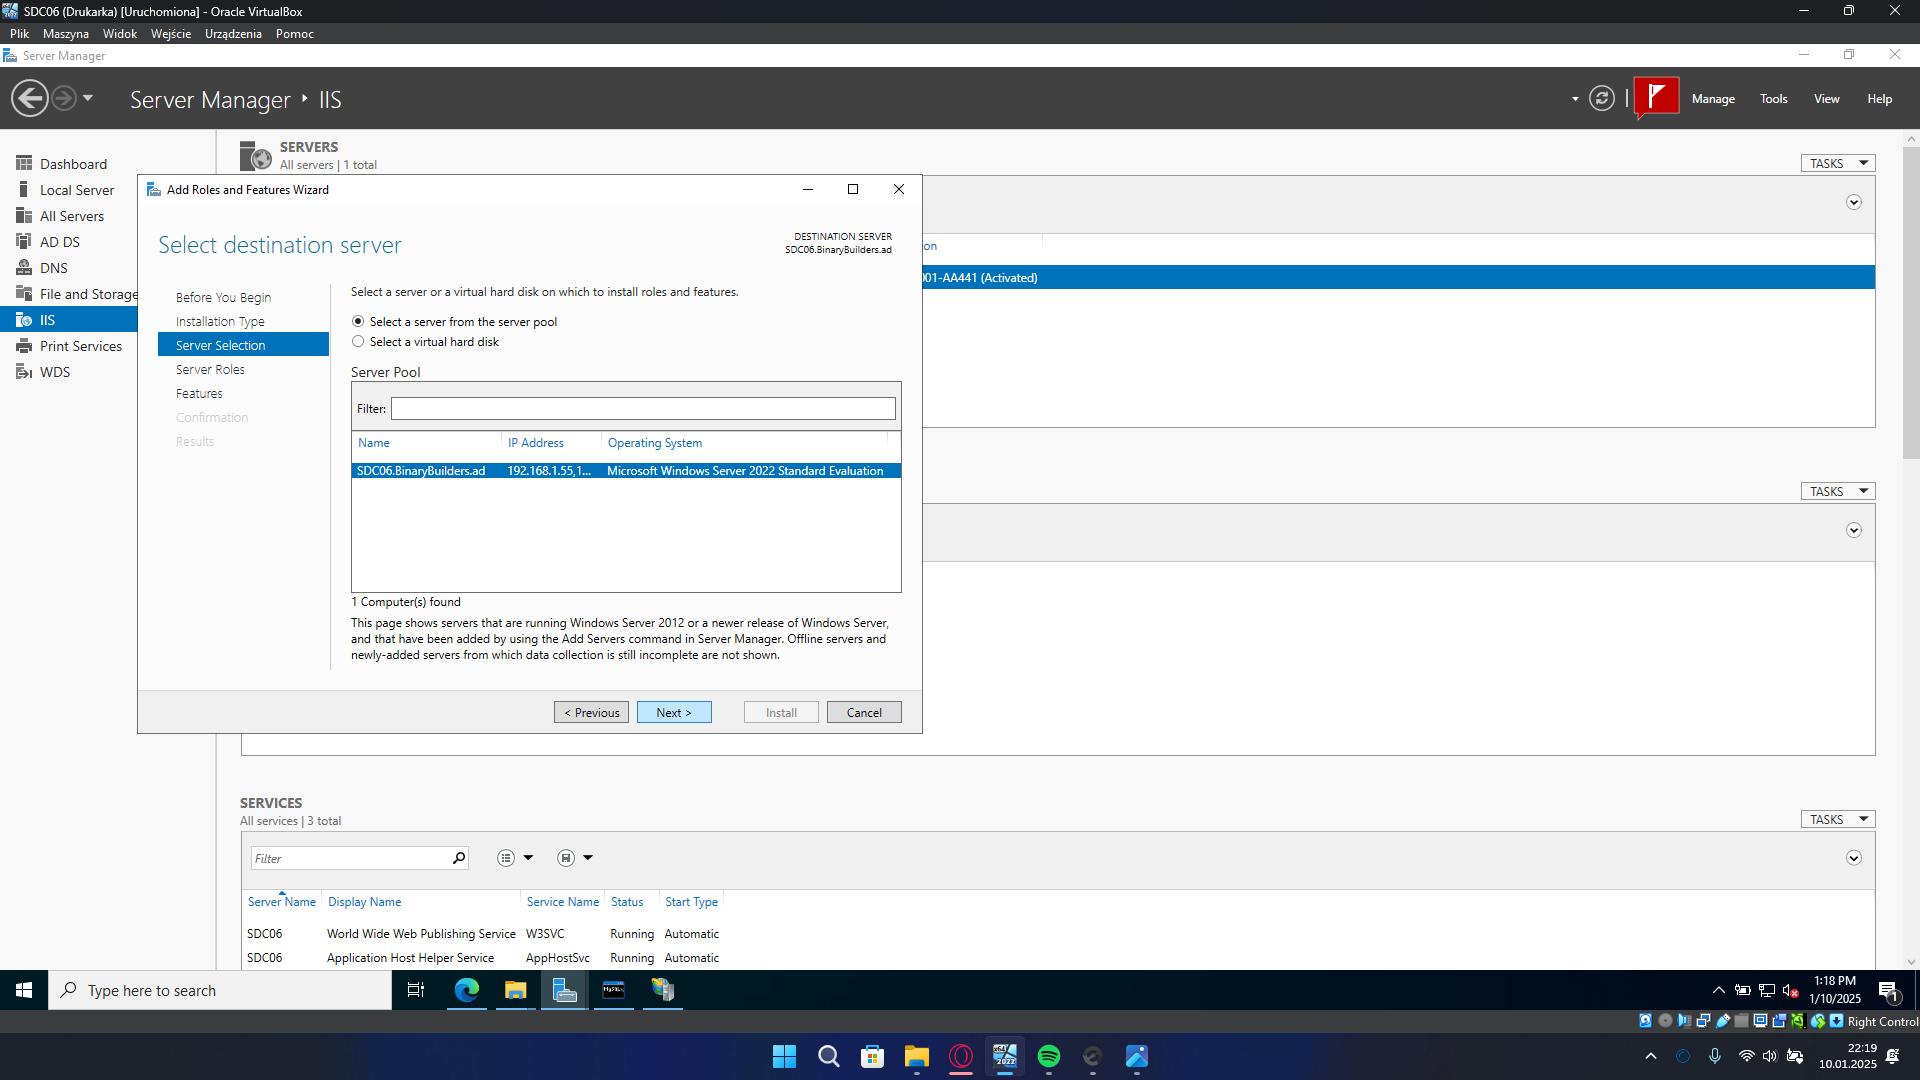 SDC06 (Drukarka) [Uruchomiona] - Oracle VirtualBox
Plik Maszyna Widok Wejście Urządzenia Pomoc
Server Manager
Server Manager ‣ IIS
Manage Tools View Help
Dashboard
Local Server
All Servers
AD DS
DNS
File and Storage
IIS
Print Services
WDS
SERVERS
All servers | 1 total
TASKS
on
001-AA441 (Activated)
Add Roles and Features Wizard
Select destination server
DESTINATION SERVER
SDC06.BinaryBuilders.ad
Before You Begin
Installation Type
Server Selection
Server Roles
Features
Confirmation
Results
Select a server or a virtual hard disk on which to install roles and features.
Select a server from the server pool
Select a virtual hard disk
Server Pool
Filter:
Name IP Address Operating System
SDC06.BinaryBuilders.ad 192.168.1.55,1... Microsoft Windows Server 2022 Standard Evaluation
1 Computer(s) found
This page shows servers that are running Windows Server 2012 or a newer release of Windows Server,
and that have been added by using the Add Servers command in Server Manager. Offline servers and
newly-added servers from which data collection is still incomplete are not shown.
< Previous Next > Install Cancel
TASKS
SERVICES
All services | 3 total
TASKS
Filter
Server Name Display Name Service Name Status Start Type
SDC06 World Wide Web Publishing Service W3SVC Running Automatic
SDC06 Application Host Helper Service AppHostSvc Running Automatic
Type here to search
MySQL
1:18 PM
1/10/2025
1
Right Control
x64
2022
22:19
10.01.2025